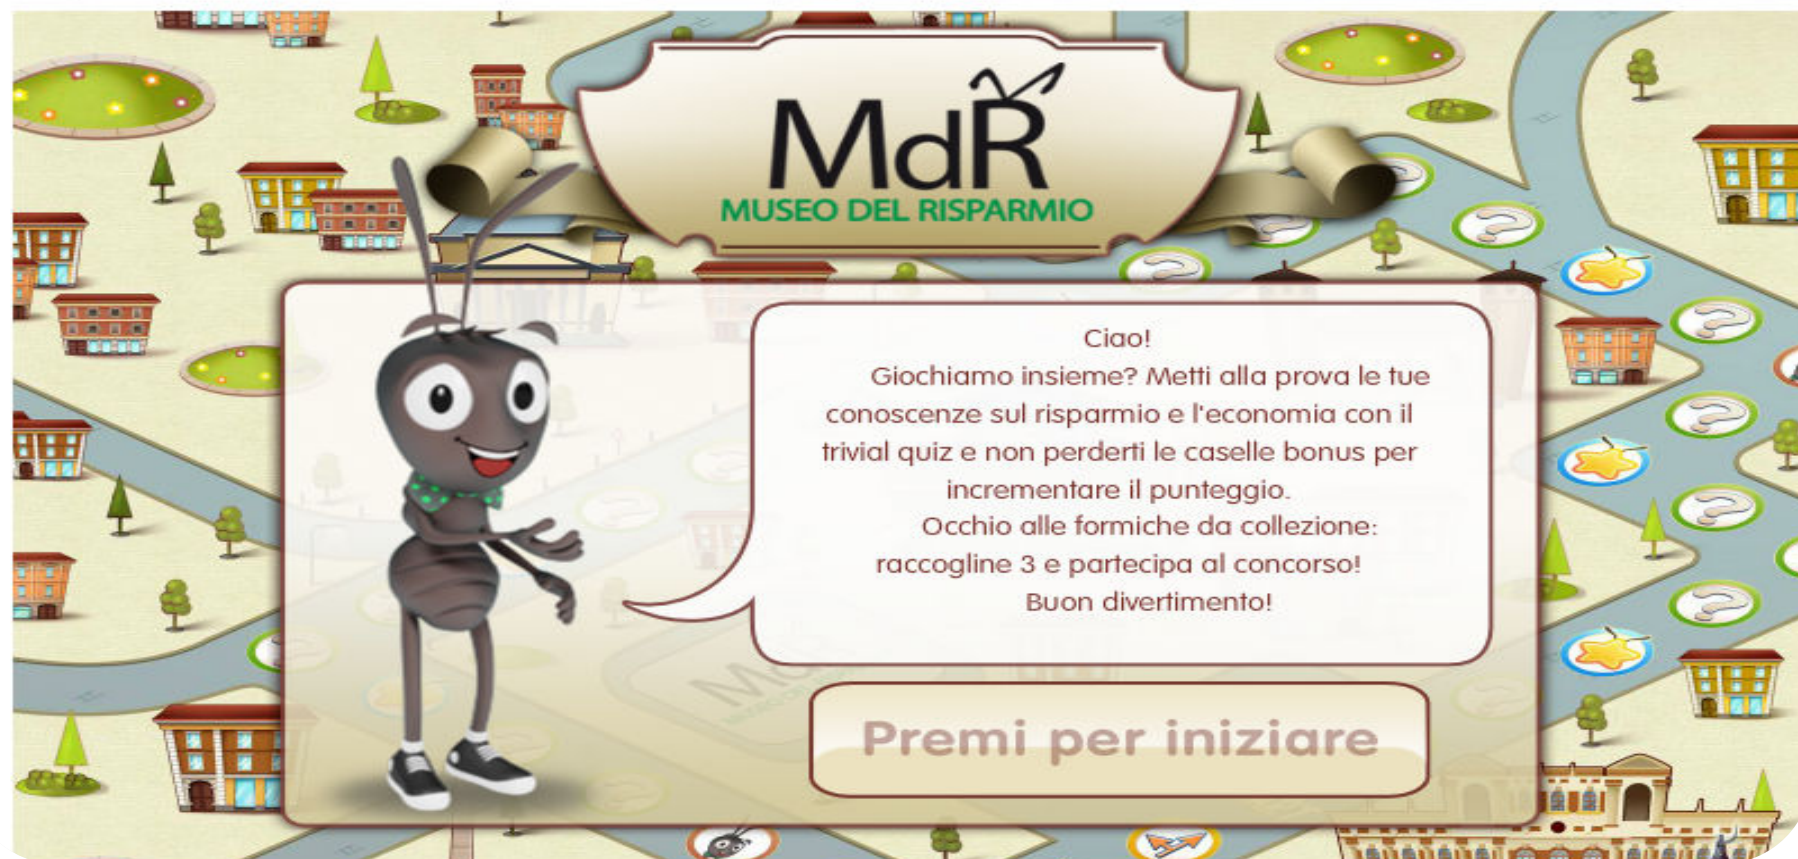 MdR
MUSEO DEL RISPARMIO
Ciao!
Giochiamo insieme? Metti alla prova le tue
conoscenze sul risparmio e l'economia con il
trivial quiz e non perderti le caselle bonus per
incrementare il punteggio.
Occhio alle formiche da collezione:
raccogline 3 e partecipa al concorso!
Buon divertimento!
MdR
Premi per iniziare